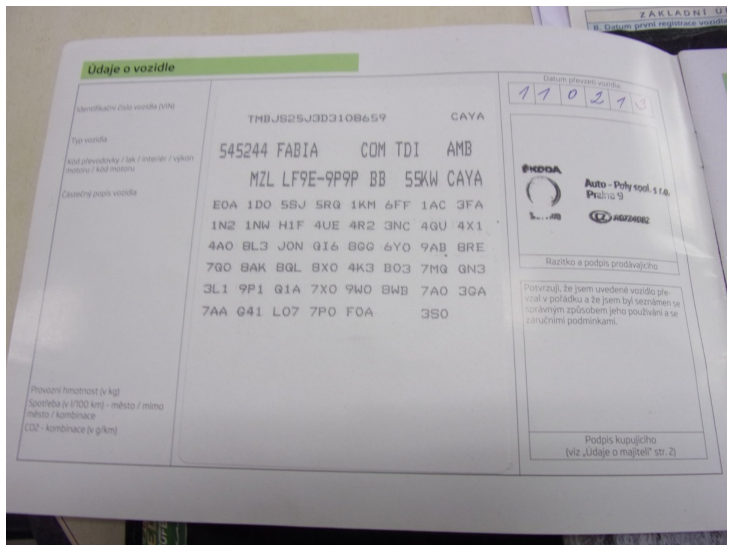 ZÁKLADNÍ Ú
B. Datum první registrace vozidla
Údaje o vozidle
Datum převzetí vozidla
1 1 0 2 1 3
Identifikační číslo vozidla (VIN)
TMBJS25J3D3108659 CAYA
Typ vozidla
545244 FABIA COM TDI AMB
Kód převodovky / lak / interiér / výkon
motoru / kód motoru
MZL LF9E-9P9P BB 55KW CAYA
Částečný popis vozidla
E0A 1D0 5SJ 5RQ 1KM 6FF 1AC 3FA
1N2 1NW H1F 4UE 4R2 3NC 4GU 4X1
4A0 8L3 J0N QI6 8GG 6Y0 9AB 8RE
7Q0 8AK 8QL 8X0 4K3 B03 7MG GN3
3L1 9P1 Q1A 7X0 9W0 8WB 7A0 3GA
7AA G41 L07 7P0 F0A 3S0
ŠKODA
Auto - Poly spol. s r.o.
Praha 9
Razítko a podpis prodávajícího
Potvrzuji, že jsem uvedené vozidlo pře-
vzal v pořádku a že jsem byl seznámen se
správným způsobem jeho používání a se
záručními podmínkami.
Provozní hmotnost (v kg)
Spotřeba (v l/100 km) - město / mimo
město / kombinace
CO2 - kombinace (v g/km)
Podpis kupujícího
(viz „Údaje o majiteli" str. 2)